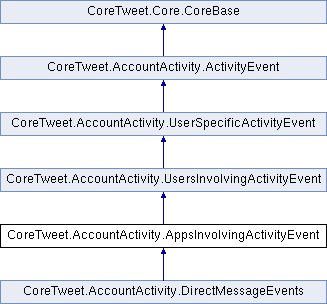 CoreTweet.Core.CoreBase
CoreTweet.AccountActivity.ActivityEvent
CoreTweet.AccountActivity.UserSpecificActivityEvent
CoreTweet.AccountActivity.UsersInvolvingActivityEvent
CoreTweet.AccountActivity.AppsInvolvingActivityEvent
CoreTweet.AccountActivity.DirectMessageEvents